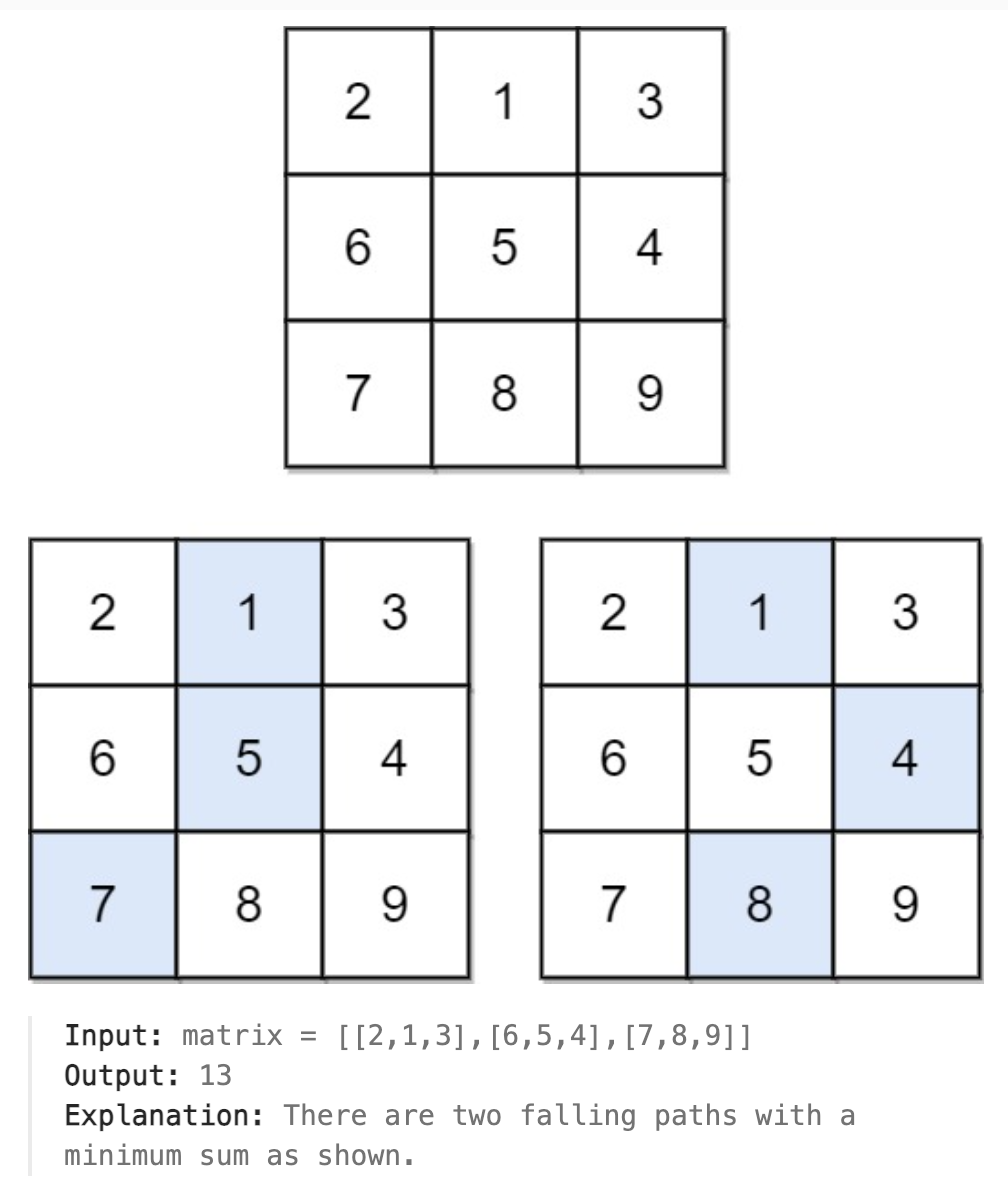 2 1 3
6 5 4
7 8 9
2 1 3
6 5 4
7 8 9
2 1 3
6 5 4
7 8 9
Input: matrix = [[2,1,3],[6,5,4],[7,8,9]]
Output: 13
Explanation: There are two falling paths with a
minimum sum as shown.